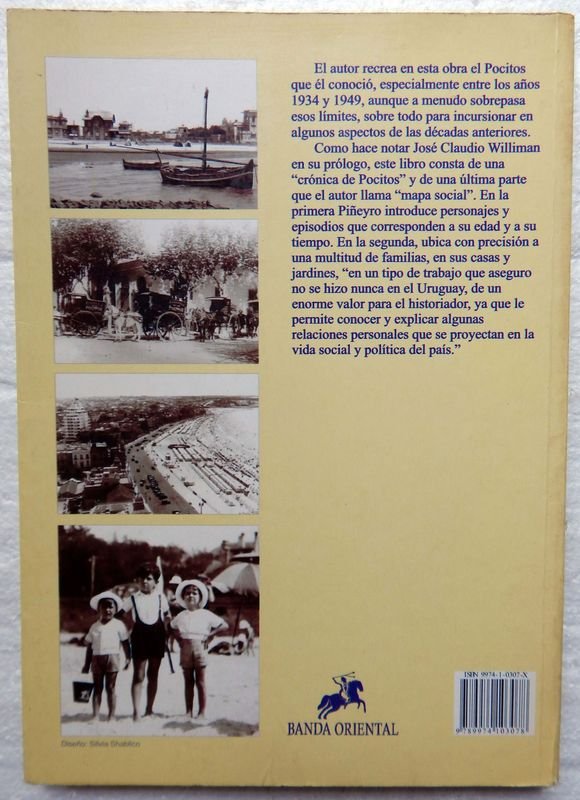 El autor recrea en esta obra el Pocitos
que él conoció, especialmente entre los años
1934 y 1949, aunque a menudo sobrepasa
esos límites, sobre todo para incursionar en
algunos aspectos de las décadas anteriores.
Como hace notar José Claudio Williman
en su prólogo, este libro consta de una
“crónica de Pocitos” y de una última parte
que el autor llama “mapa social”. En la
primera Piñeyro introduce personajes y
episodios que corresponden a su edad y a su
tiempo. En la segunda, ubica con precisión a
una multitud de familias, en sus casas y
jardines, “en un tipo de trabajo que aseguro
no se hizo nunca en el Uruguay, de un
enorme valor para el historiador, ya que le
permite conocer y explicar algunas
relaciones personales que se proyectan en la
vida social y política del país.”
ISBN 9974-1-0307-X
9 789974 103078
BANDA ORIENTAL
Diseño: Silvia Shablico